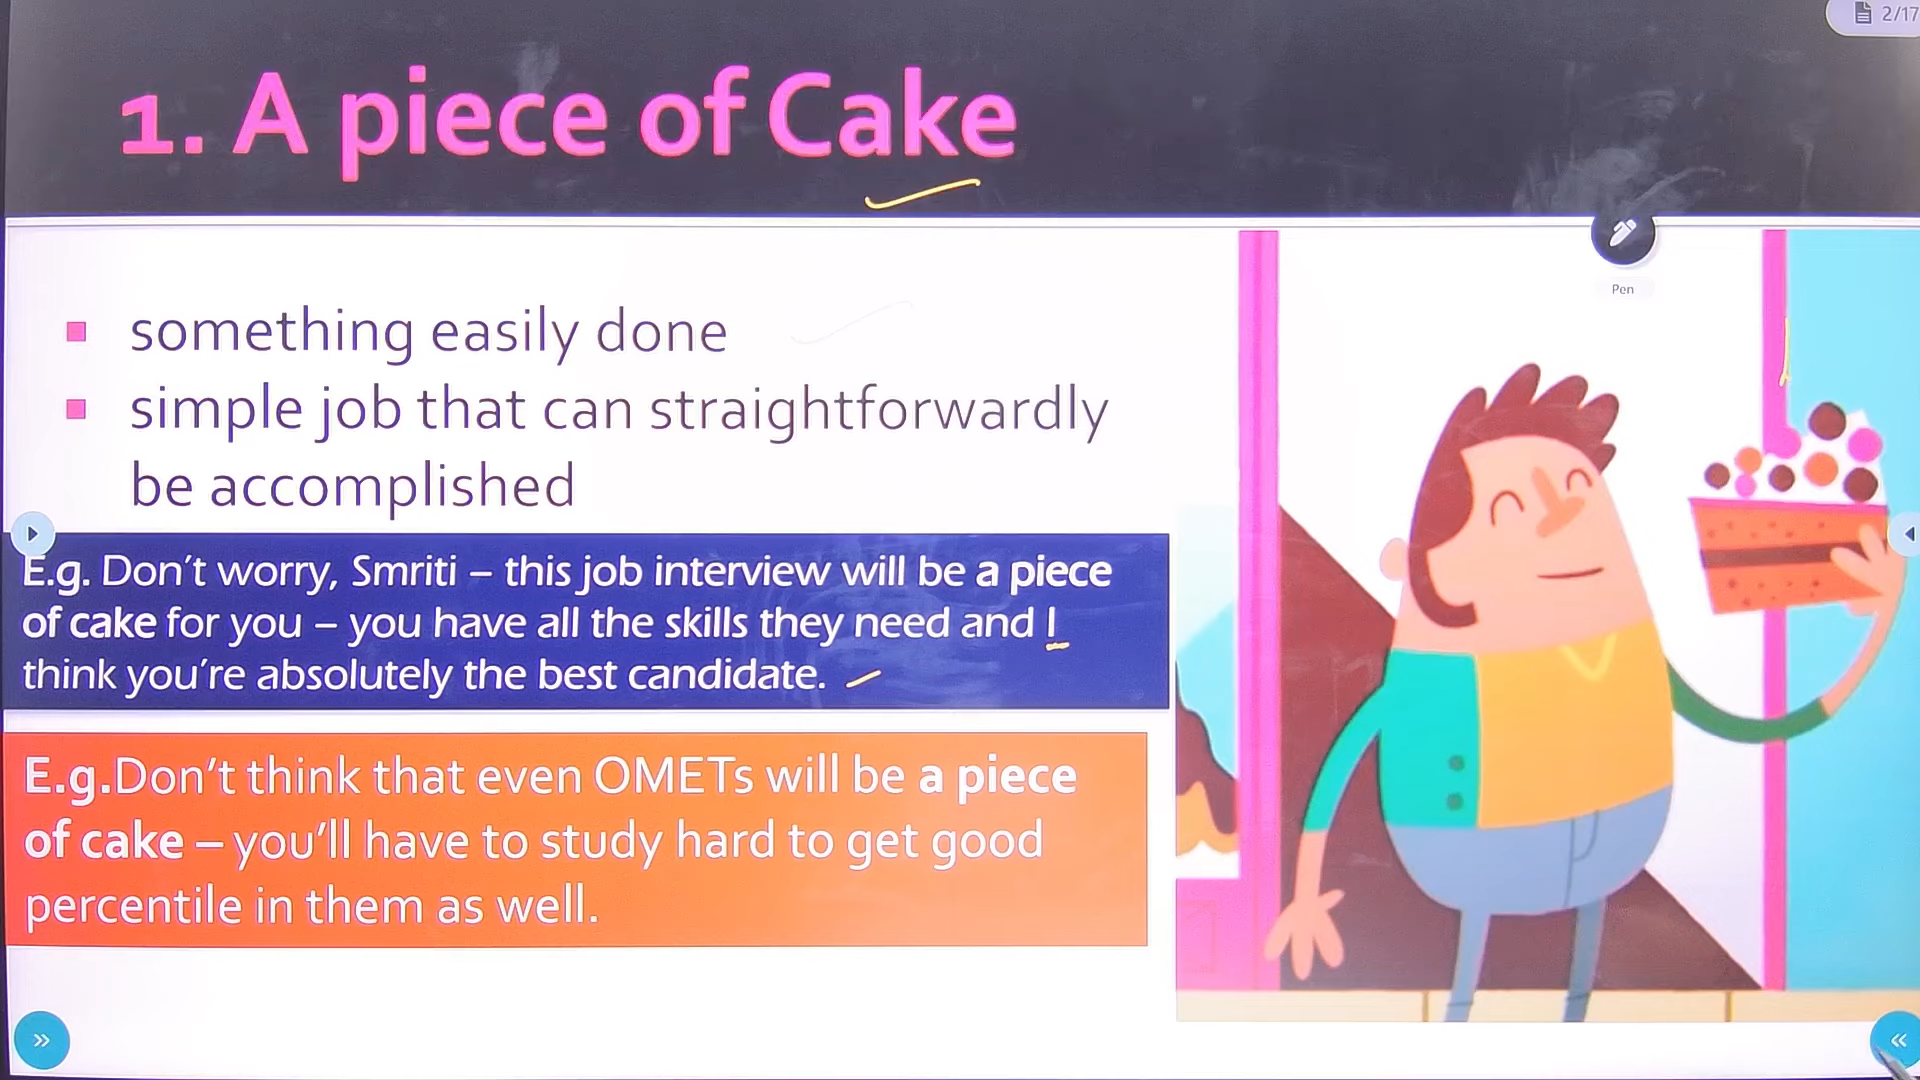 2/17
1. A piece of Cake
Pen
▪ something easily done
▪ simple job that can straightforwardly
be accomplished
E.g. Don't worry, Smriti – this job interview will be a piece
of cake for you – you have all the skills they need and I
think you're absolutely the best candidate.
E.g.Don't think that even OMETs will be a piece
of cake – you'll have to study hard to get good
percentile in them as well.